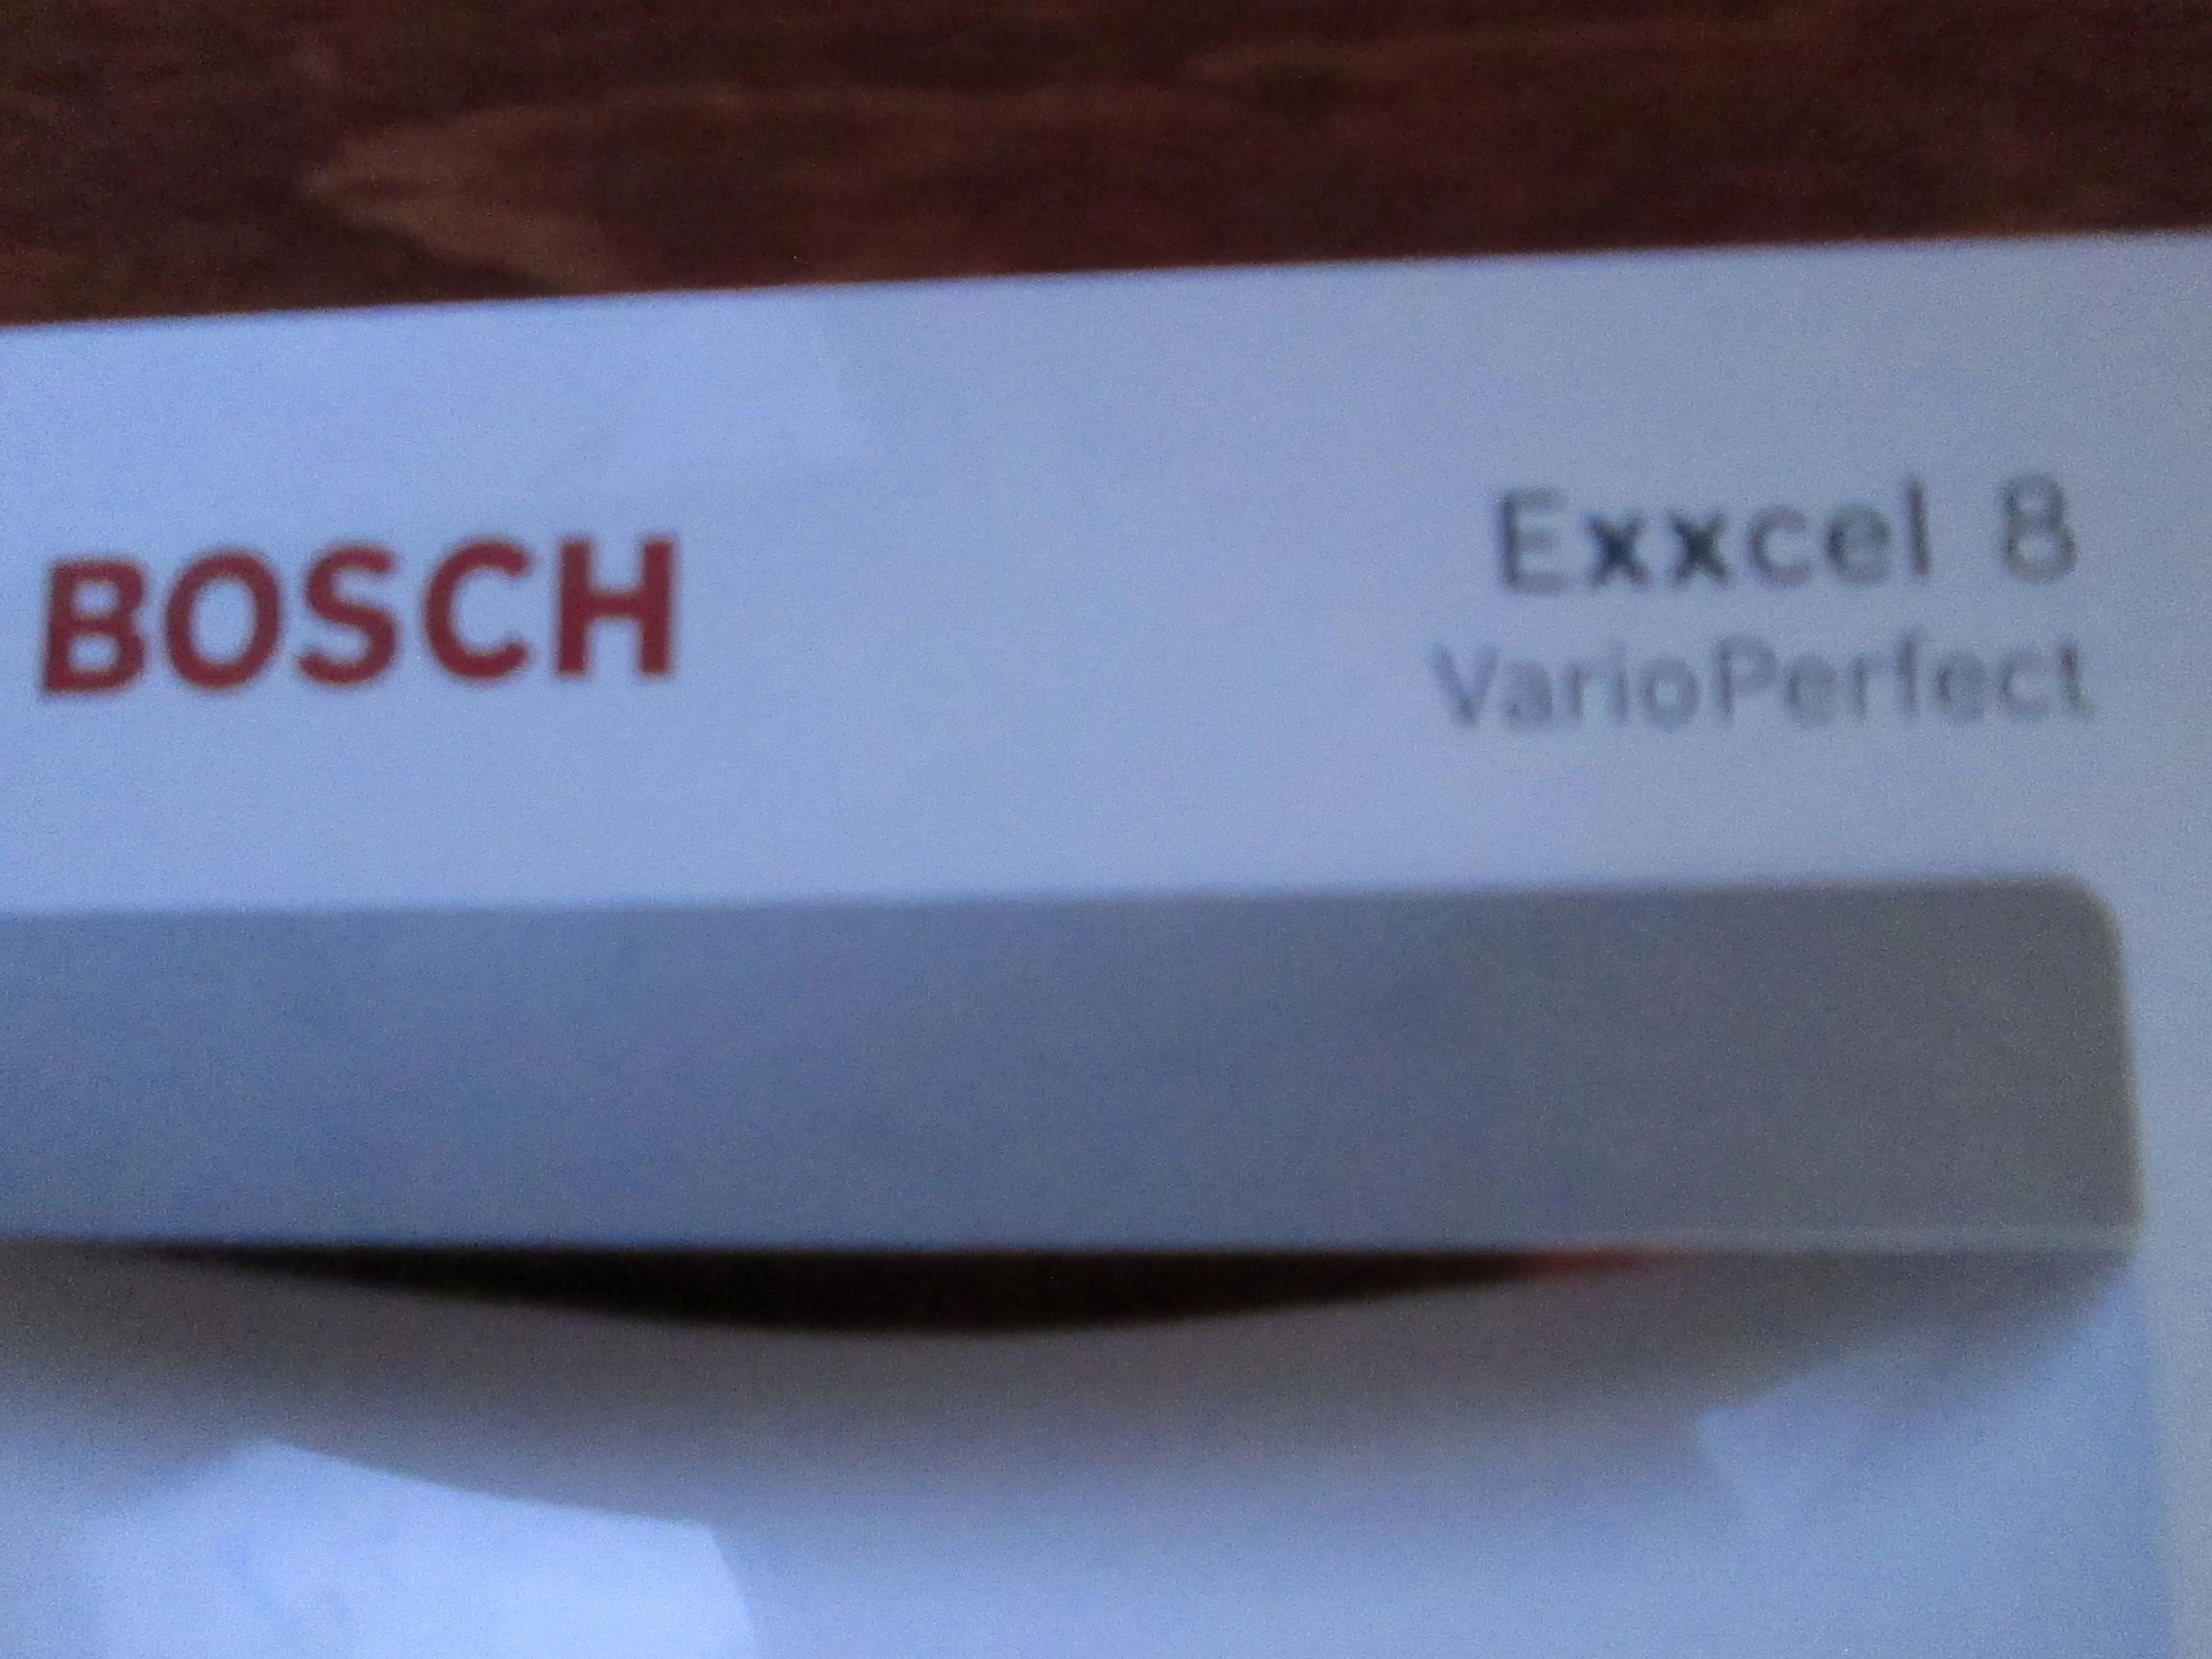 BOSCH
Exxcel 8
VarioPerfect